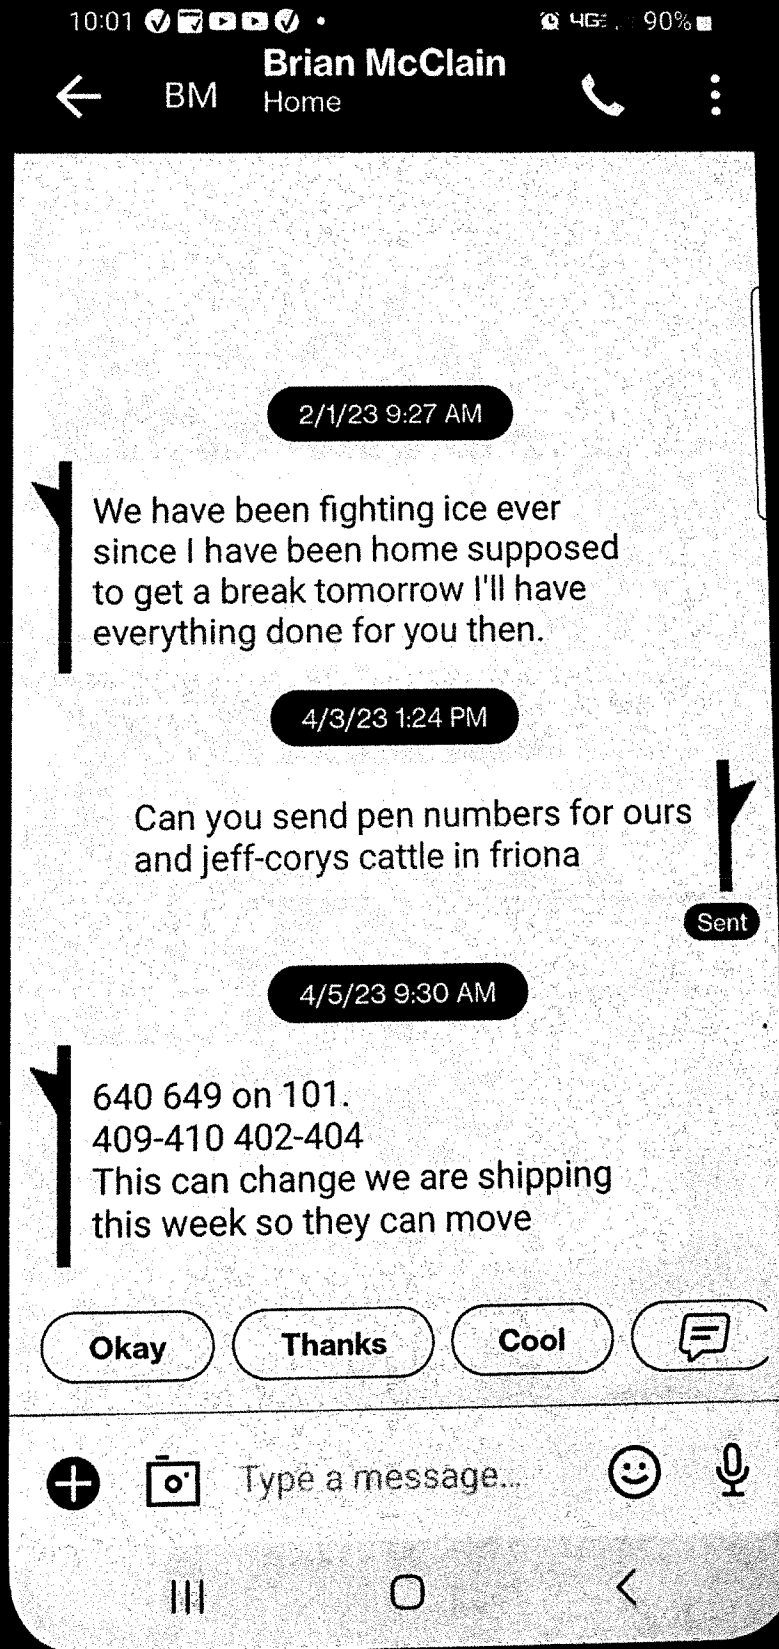 10:01
4GE
90%
BM
Brian McClain
Home
2/1/23 9:27 AM
We have been fighting ice ever
since I have been home supposed
to get a break tomorrow I'll have
everything done for you then.
4/3/23 1:24 PM
Can you send pen numbers for ours
and jeff-corys cattle in friona
Sent
4/5/23 9:30 AM
640 649 on 101.
409-410 402-404
This can change we are shipping
this week so they can move
Okay
Thanks
Cool
Type a message...